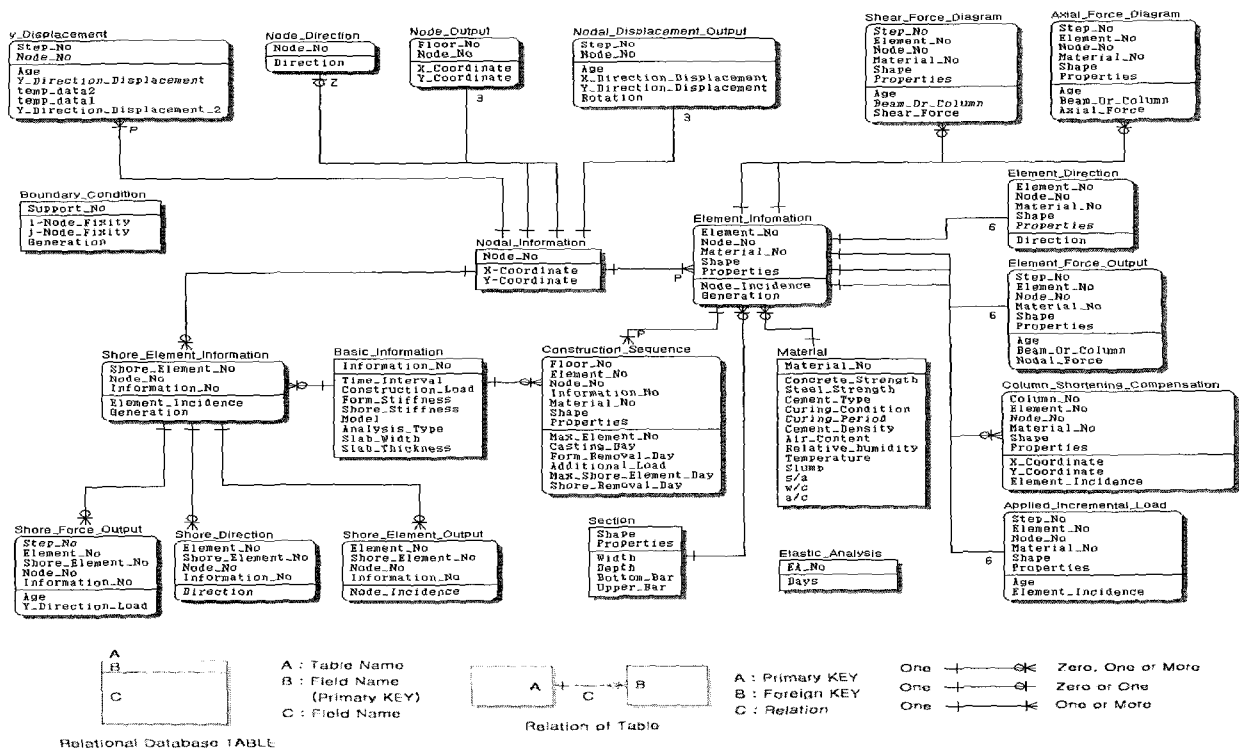 y_Displacement
Step_No
Node_No
Age
Y_Direction_Displacement
temp_data2
temp_data1
Y_Direction_Displacement_2
P
Node_Direction
Node_No
Direction
Z
Node_Output
Floor_No
Node_No
X_Coordinate
Y_Coordinate
3
Nodal_Displacement_Output
Step_No
Node_No
Age
X_Direction_Displacement
Y_Direction_Displacement
Rotation
3
Shear_Force_Diagram
Step_No
Element_No
Node_No
Material_No
Shape
Properties
Age
Beam_Or_Column
Shear_Force
Axial_Force_Diagram
Step_No
Element_No
Node_No
Material_No
Shape
Properties
Age
Beam_Or_Column
Axial_Force
Boundary_Condition
Support_No
i-Node_Fixity
j-Node_Fixity
Generation
Nodal_Information
Node_No
X-Coordinate
Y-Coordinate
P
Element_Infomation
Element_No
Node_No
Material_No
Shape
Properties
Node_Incidence
Generation
Element_Direction
Element_No
Node_No
Material_No
Shape
Properties
Direction
6
Element_Force_Output
Step_No
Element_No
Node_No
Material_No
Shape
Properties
Age
Beam_Or_Column
Nodal_Force
6
Shore_Element_Information
Shore_Element_No
Node_No
Information_No
Element_Incidence
Generation
Basic_Information
Information_No
Time_Interval
Construction_Load
Form_Stiffness
Shore_Stiffness
Model
Analysis_Type
Slab_Width
Slab_Thickness
P
Construction_Sequence
Floor_No
Element_No
Node_No
Information_No
Material_No
Shape
Properties
Max_Element_No
Casting_Day
Form_Removal_Day
Additional_Load
Max_Shore_Element_Day
Shore_Removal_Day
Material
Material_No
Concrete_Strength
Steel_Strength
Cement_Type
Curing_Condition
Curing_Period
Cement_Density
Air_Content
Relative_humidity
Temperature
Slump
s/a
w/c
a/c
Column_Shortening_Compensation
Column_No
Element_No
Node_No
Material_No
Shape
Properties
X_Coordinate
Y_Coordinate
Element_Incidence
Shore_Force_Output
Step_No
Element_No
Shore_Element_No
Node_No
Information_No
Age
Y_Direction_Load
Shore_Direction
Element_No
Shore_Element_No
Node_No
Information_No
Direction
Shore_Element_Output
Element_No
Shore_Element_No
Node_No
Information_No
Node_Incidence
Section
Shape
Properties
Width
Depth
Bottom_Bar
Upper_Bar
Elastic_Analysis
EA_No
Days
Applied_Incremental_Load
Step_No
Element_No
Node_No
Material_No
Shape
Properties
Age
Element_Incidence
6
A
B
C
A : Table Name
B : Field Name
(Primary KEY)
C : Field Name
Relational Database TABLE
A
C
B
Relation of Table
A : Primary KEY
B : Foreign KEY
C : Relation
One Zero, One or More
One Zero or One
One One or More